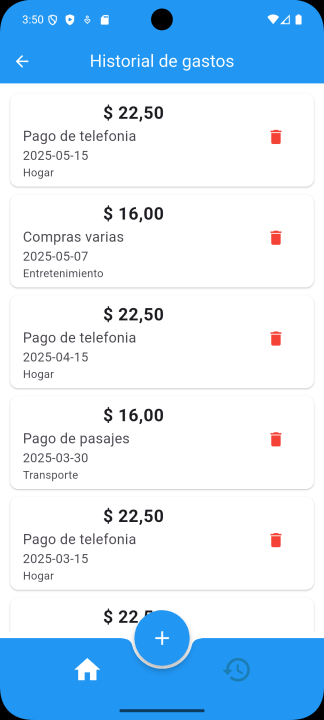 3:50
Historial de gastos
$ 22,50
Pago de telefonia
2025-05-15
Hogar
$ 16,00
Compras varias
2025-05-07
Entretenimiento
$ 22,50
Pago de telefonia
2025-04-15
Hogar
$ 16,00
Pago de pasajes
2025-03-30
Transporte
$ 22,50
Pago de telefonia
2025-03-15
Hogar
$ 22,5